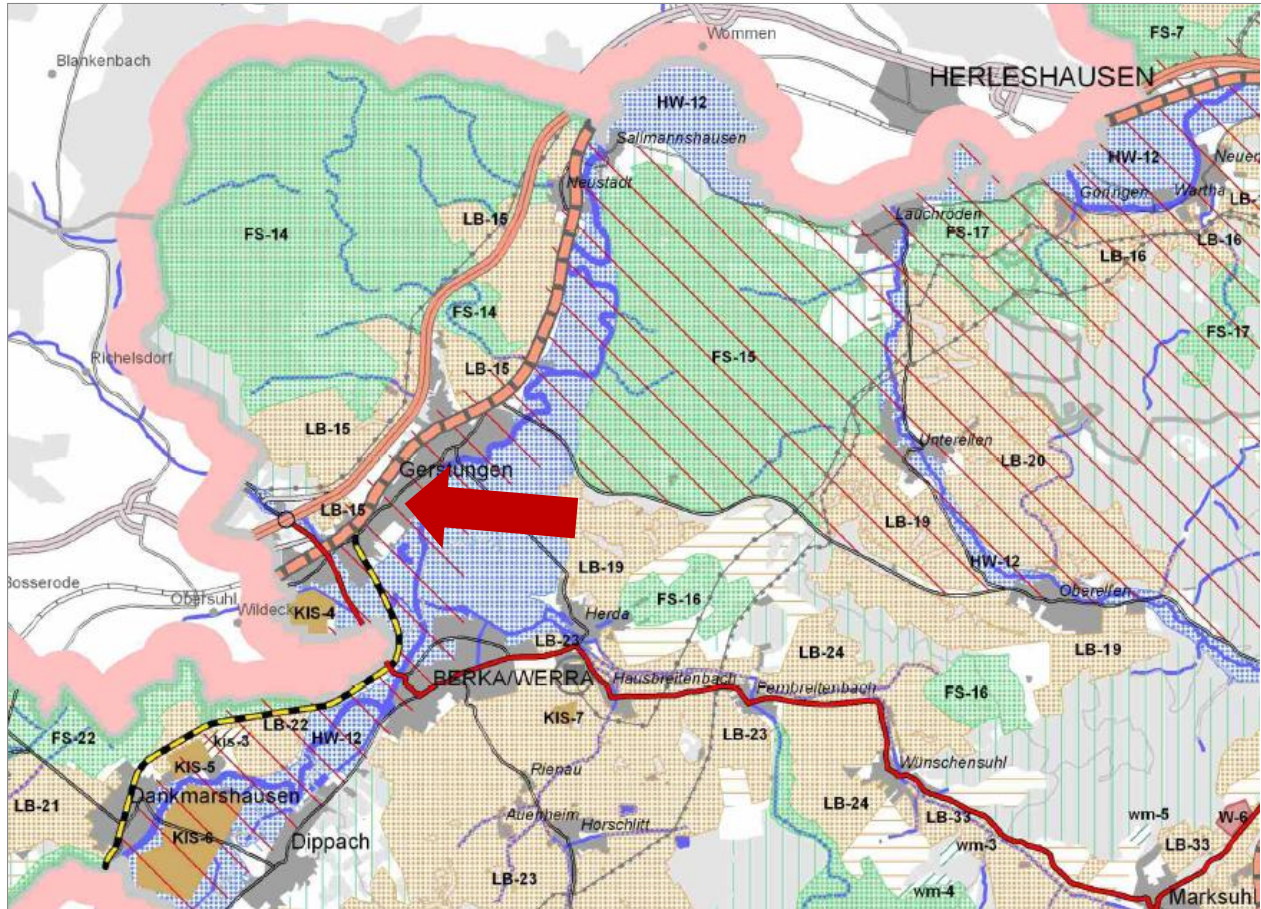 Wommen
FS-7
Blankenbach
HERLESHAUSEN
HW-12
Sallmannshausen
HW-12
Neustadt
Göringen
Wartha
LB-15
Lauchröden
FS-14
FS-17
LB-16
LB-16
FS-14
FS-17
Richelsdorf
FS-15
LB-15
LB-15
Unterellen
Gerstungen
LB-20
LB-15
LB-19
HW-12
LB-19
Oberellen
Bosserode
Obersuhl
Wildeck
KIS-4
FS-16
Herda
LB-23
LB-24
LB-19
BERKA/WERRA
Hausbreitenbach
Fernbreitenbach
FS-16
LB-22
KIS-7
FS-22
kis-3
HW-12
LB-23
KIS-5
Rienau
Wünschensuhl
Dankmarshausen
LB-21
LB-24
Auenheim
Horschlitt
LB-33
wm-5
W-6
KIS-6
Dippach
wm-3
LB-33
LB-23
wm-4
Marksuhl